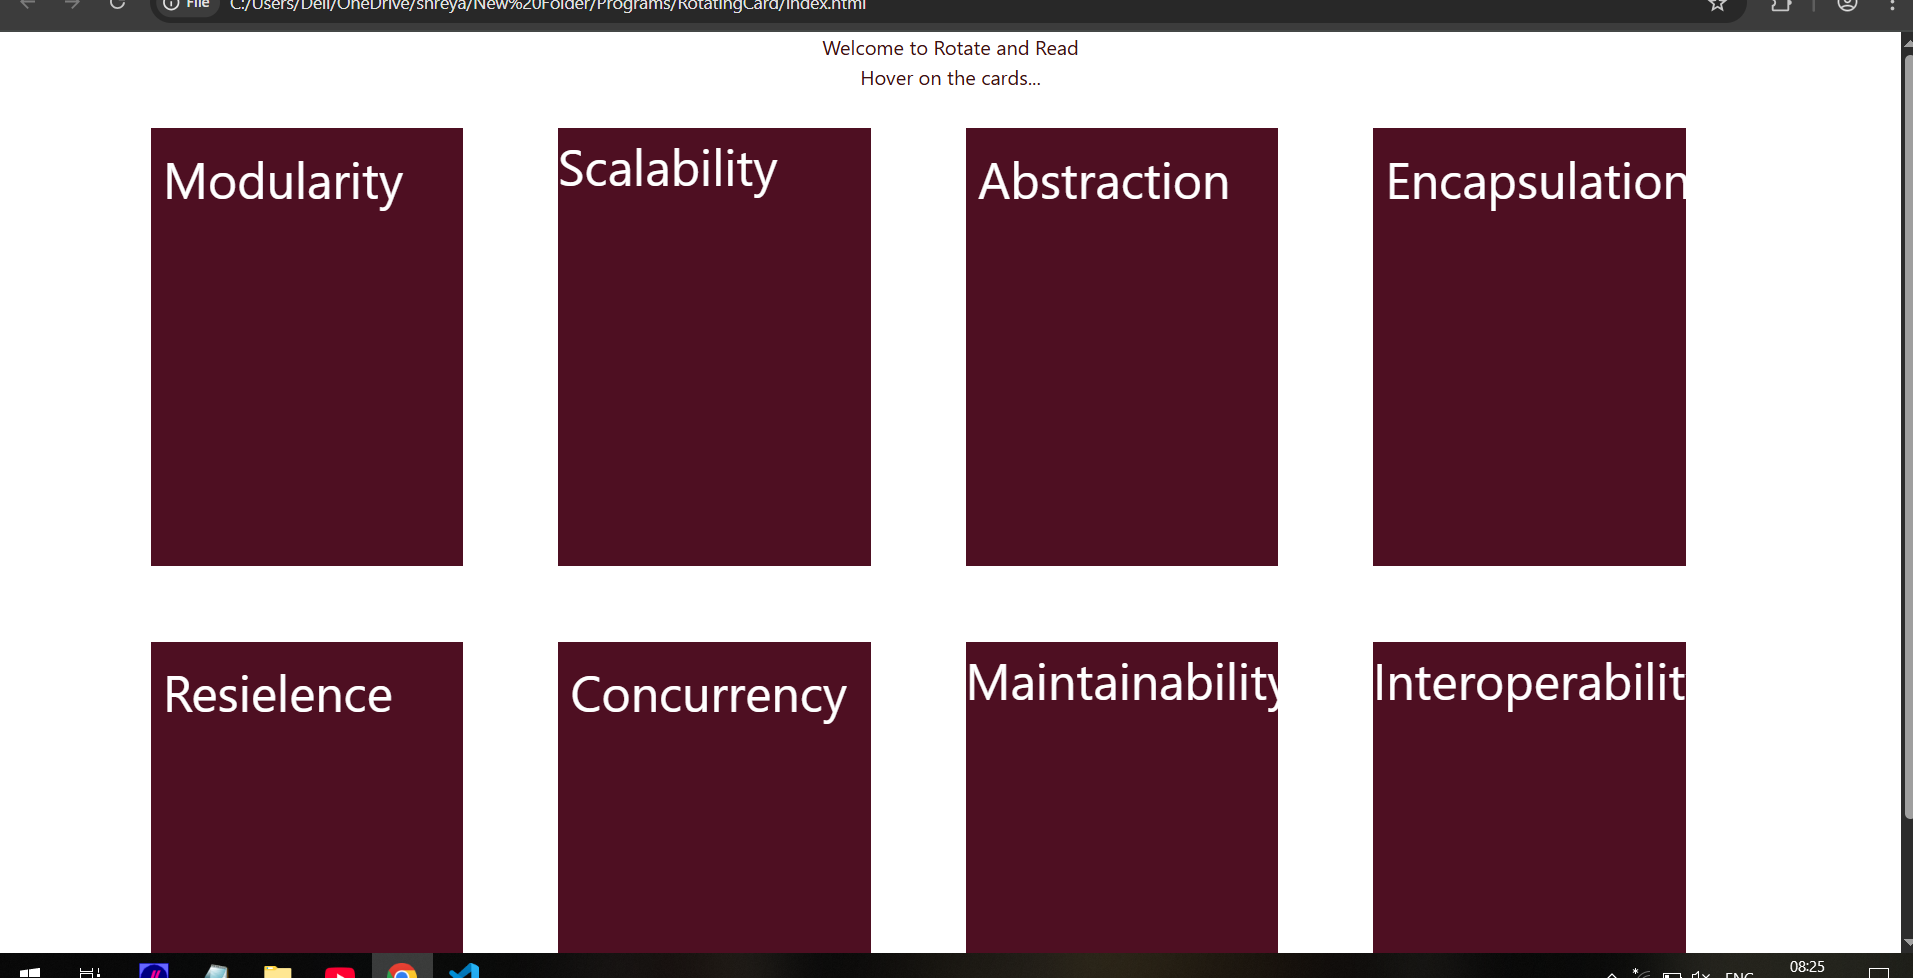 File C:/Users/Dell/OneDrive/shreya/New%20Folder/Programs/RotatingCard/index.html
Welcome to Rotate and Read
Hover on the cards...
Modularity
Scalability
Abstraction
Encapsulation
Resielence
Concurrency
Maintainability
Interoperabilit
ENG
08:25